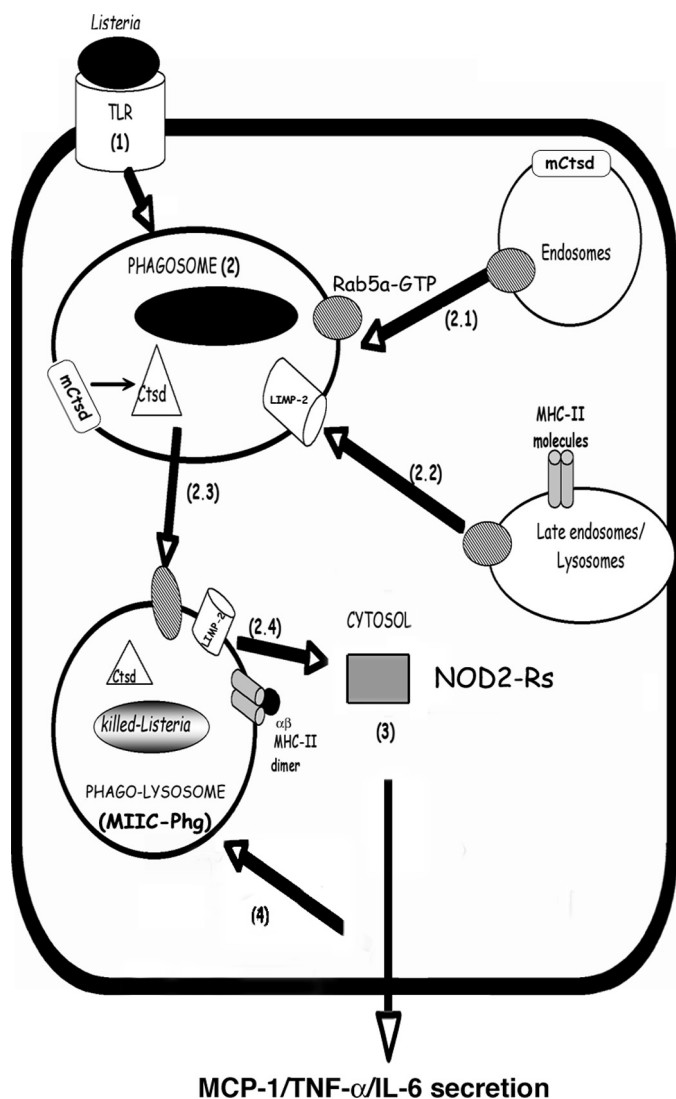 Listeria
TLR
(1)
mCtsd
Endosomes
PHAGOSOME (2)
Rab5a-GTP
(2.1)
mCtsd
Ctsd
LIMP-2
MHC-II
molecules
(2.2)
(2.3)
Late endosomes/
Lysosomes
LIMP-2
(2.4)
CYTOSOL
NOD2-Rs
(3)
Ctsd
killed-Listeria
αβ
MHC-II
dimer
PHAGO-LYSOSOME
(MIIC-Phg)
(4)
MCP-1/TNF-α/IL-6 secretion